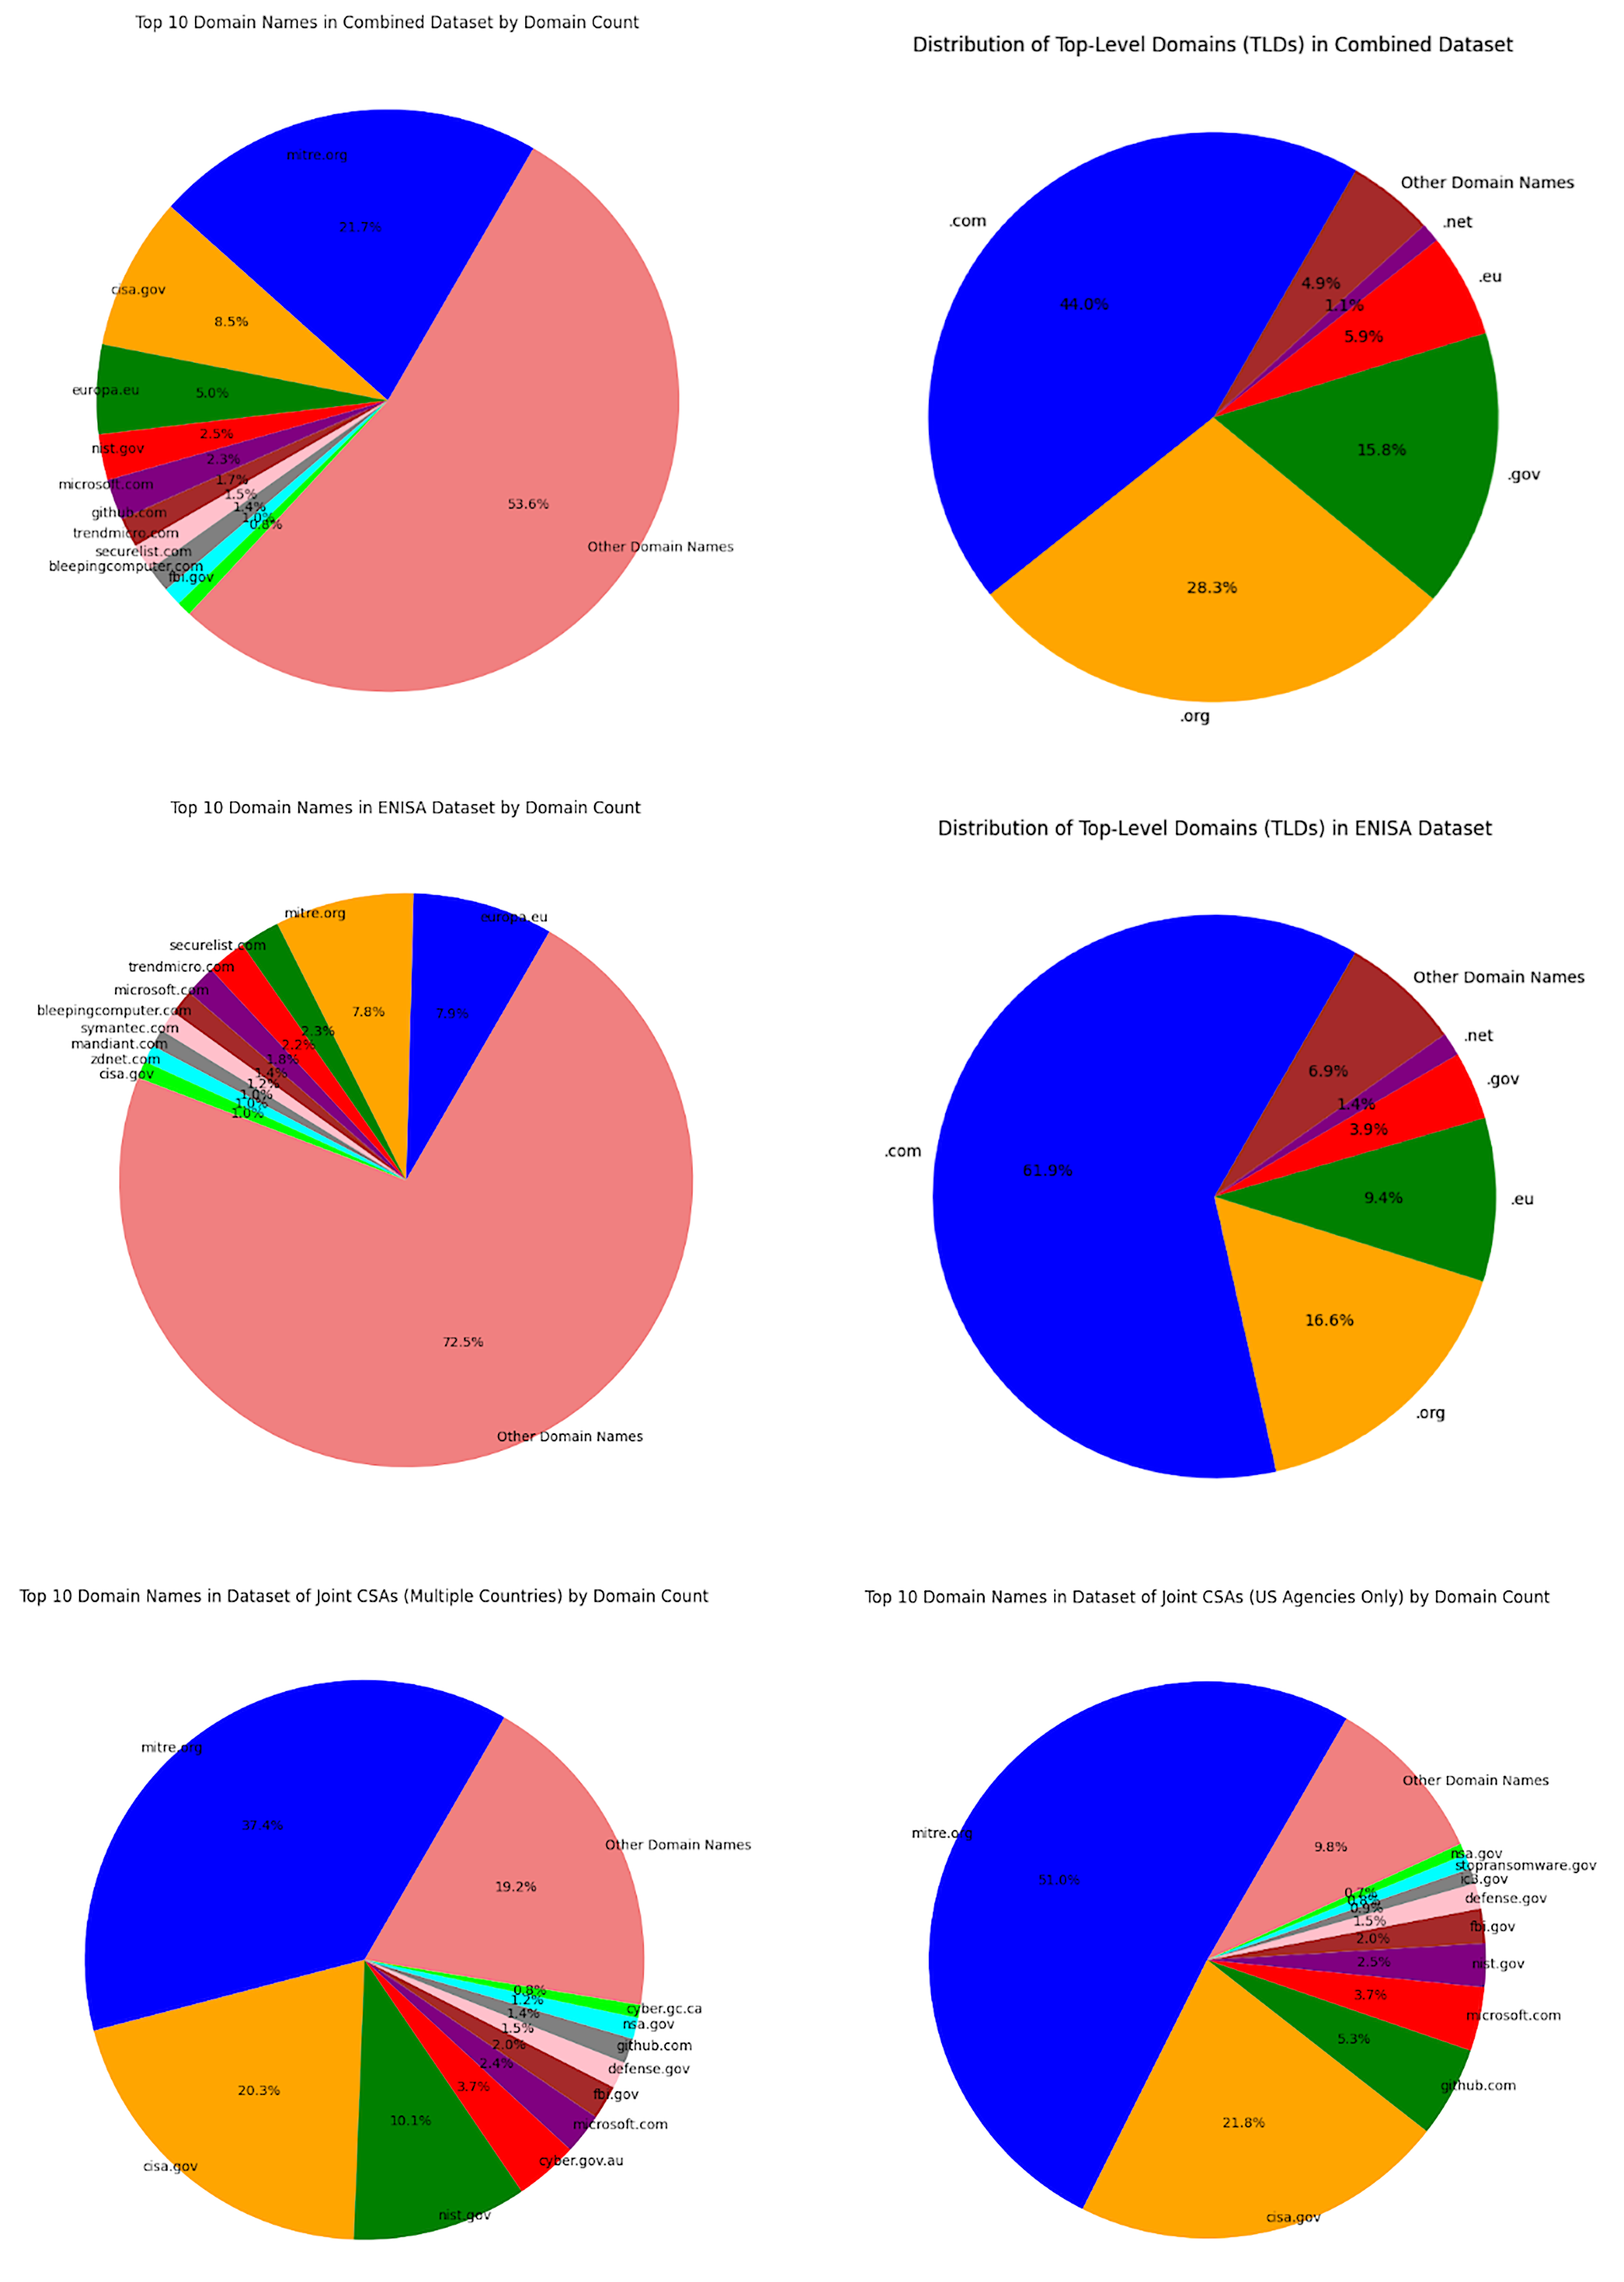 Top 10 Domain Names in Combined Dataset by Domain Count
mitre.org
21.7%
cisa.gov
8.5%
europa.eu
5.0%
nist.gov
2.5%
microsoft.com
2.3%
github.com
1.7%
trendmicro.com
1.5%
securelist.com
1.4%
bleepingcomputer.com
1.0%
fbi.gov
0.8%
53.6%
Other Domain Names
Distribution of Top-Level Domains (TLDs) in Combined Dataset
Other Domain Names
4.9%
.net
1.1%
.eu
5.9%
.com
44.0%
15.8%
.gov
28.3%
.org
Top 10 Domain Names in ENISA Dataset by Domain Count
europa.eu
7.9%
mitre.org
7.8%
securelist.com
2.3%
trendmicro.com
2.2%
microsoft.com
1.8%
bleepingcomputer.com
1.4%
symantec.com
1.2%
mandiant.com
1.0%
zdnet.com
1.0%
cisa.gov
1.0%
72.5%
Other Domain Names
Distribution of Top-Level Domains (TLDs) in ENISA Dataset
Other Domain Names
6.9%
.net
1.4%
.gov
3.9%
.com
61.9%
9.4%
.eu
16.6%
.org
Top 10 Domain Names in Dataset of Joint CSAs (Multiple Countries) by Domain Count
mitre.org
37.4%
Other Domain Names
19.2%
0.8%
cyber.gc.ca
1.2%
nsa.gov
1.4%
github.com
1.5%
defense.gov
2.0%
fbi.gov
2.4%
microsoft.com
3.7%
cyber.gov.au
10.1%
nist.gov
20.3%
cisa.gov
Top 10 Domain Names in Dataset of Joint CSAs (US Agencies Only) by Domain Count
Other Domain Names
9.8%
mitre.org
51.0%
nsa.gov
0.7%
stopransomware.gov
0.8%
ic3.gov
0.9%
defense.gov
1.5%
fbi.gov
2.0%
nist.gov
2.5%
microsoft.com
3.7%
github.com
5.3%
21.8%
cisa.gov